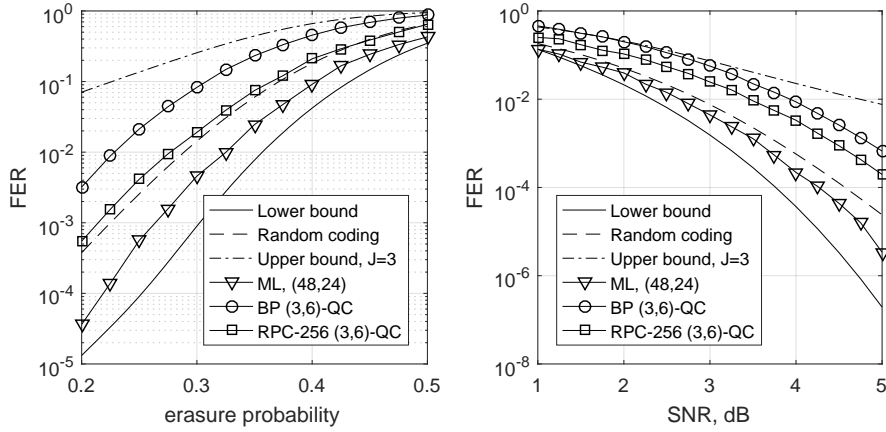 FER
10^0
10^-1
10^-2
10^-3
10^-4
10^-5
0.2
0.3
0.4
0.5
erasure probability
Lower bound
Random coding
Upper bound, J=3
ML, (48,24)
BP (3,6)-QC
RPC-256 (3,6)-QC
FER
10^0
10^-2
10^-4
10^-6
10^-8
1
2
3
4
5
SNR, dB
Lower bound
Random coding
Upper bound, J=3
ML, (48,24)
BP (3,6)-QC
RPC-256 (3,6)-QC